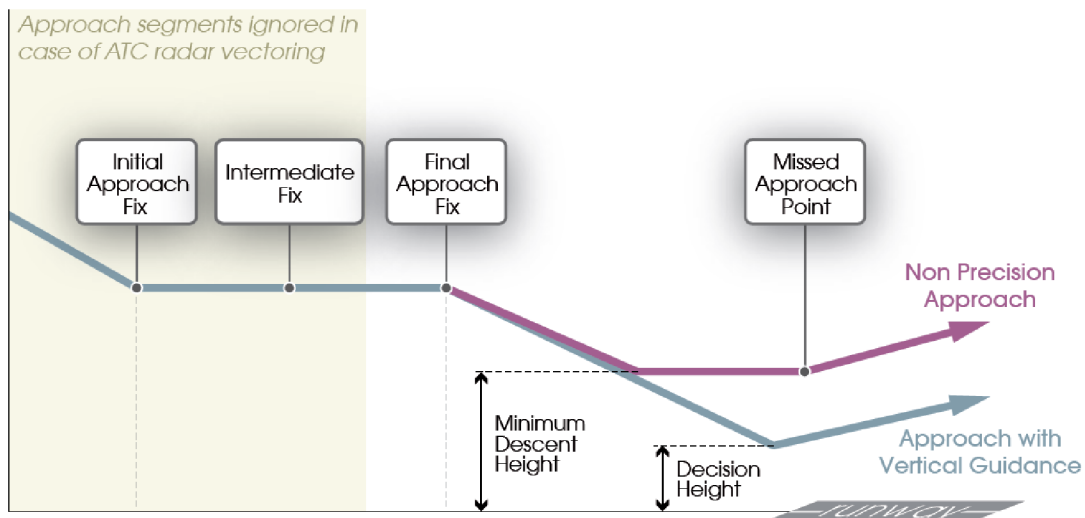 Approach segments ignored in
case of ATC radar vectoring
Initial
Approach
Fix
Intermediate
Fix
Final
Approach
Fix
Missed
Approach
Point
Non Precision
Approach
Minimum
Descent
Height
Decision
Height
Approach with
Vertical Guidance
runway